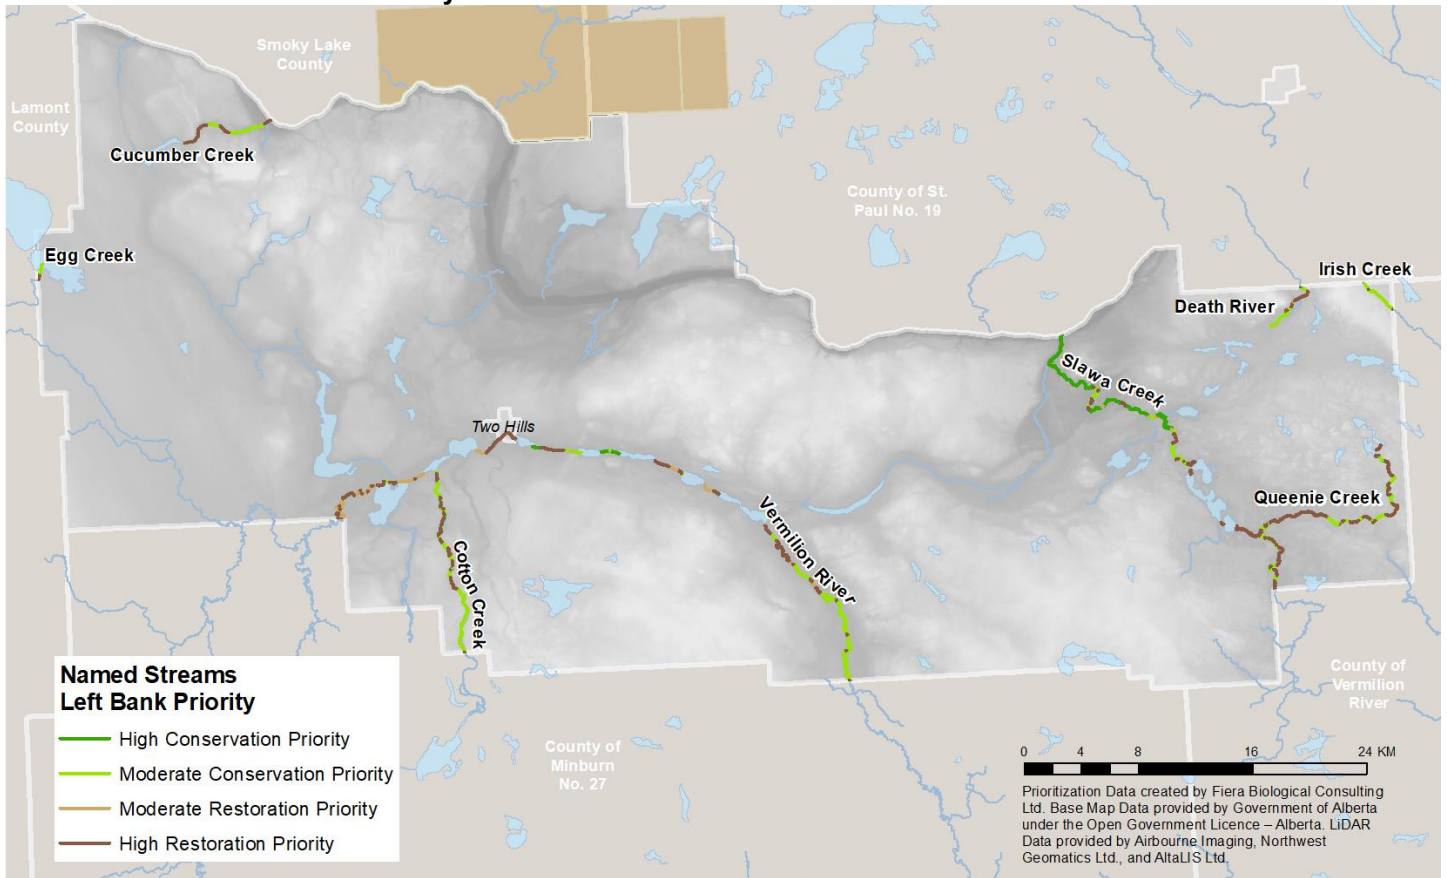 Smoky Lake
County
Lamont
County
Cucumber Creek
County of St.
Paul No. 19
Egg Creek
Irish Creek
Death River
Slawa Creek
Two Hills
Queenie Creek
Vermilion River
Cotton Creek
County of
Vermilion
River
County of
Minburn
No. 27
Named Streams
Left Bank Priority
High Conservation Priority
Moderate Conservation Priority
Moderate Restoration Priority
High Restoration Priority
0 4 8 16 24 KM
Prioritization Data created by Fiera Biological Consulting
Ltd. Base Map Data provided by Government of Alberta
under the Open Government Licence – Alberta. LiDAR
Data provided by Airbourne Imaging, Northwest
Geomatics Ltd., and AltaLIS Ltd.